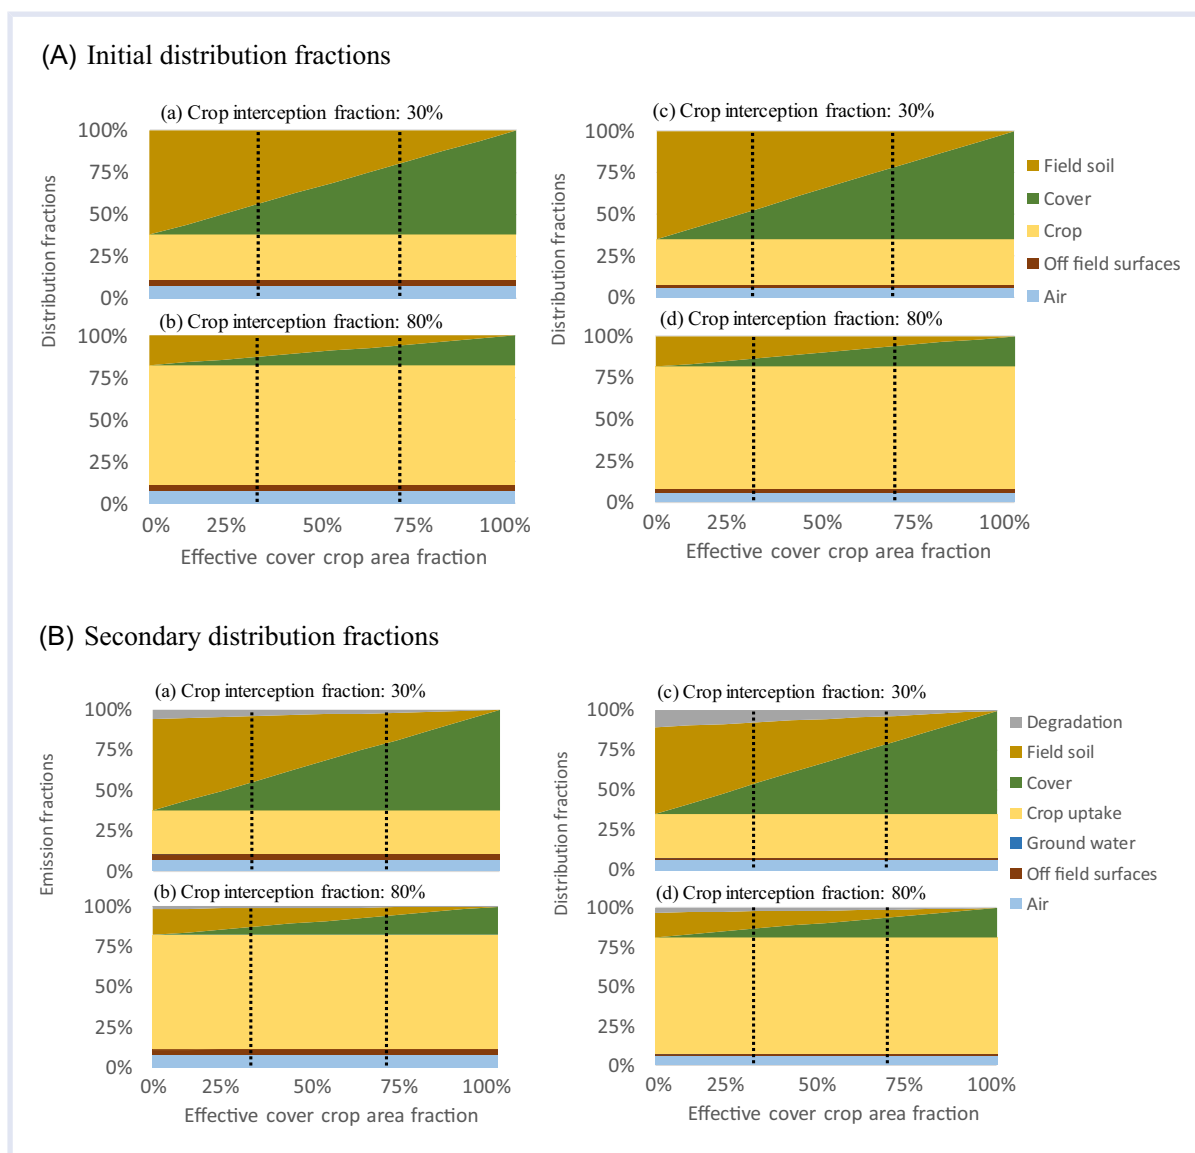 (A) Initial distribution fractions
(a) Crop interception fraction: 30%
100%
75%
50%
25%
0%
Distribution fractions
(b) Crop interception fraction: 80%
100%
75%
50%
25%
0%
0% 25% 50% 75% 100%
Effective cover crop area fraction
(c) Crop interception fraction: 30%
100%
75%
50%
25%
0%
Distribution fractions
(d) Crop interception fraction: 80%
100%
75%
50%
25%
0%
0% 25% 50% 75% 100%
Effective cover crop area fraction
Field soil
Cover
Crop
Off field surfaces
Air
(B) Secondary distribution fractions
(a) Crop interception fraction: 30%
100%
75%
50%
25%
0%
Emission fractions
(b) Crop interception fraction: 80%
100%
75%
50%
25%
0%
0% 25% 50% 75% 100%
Effective cover crop area fraction
(c) Crop interception fraction: 30%
100%
75%
50%
25%
0%
Distribution fractions
(d) Crop interception fraction: 80%
100%
75%
50%
25%
0%
0% 25% 50% 75% 100%
Effective cover crop area fraction
Degradation
Field soil
Cover
Crop uptake
Ground water
Off field surfaces
Air